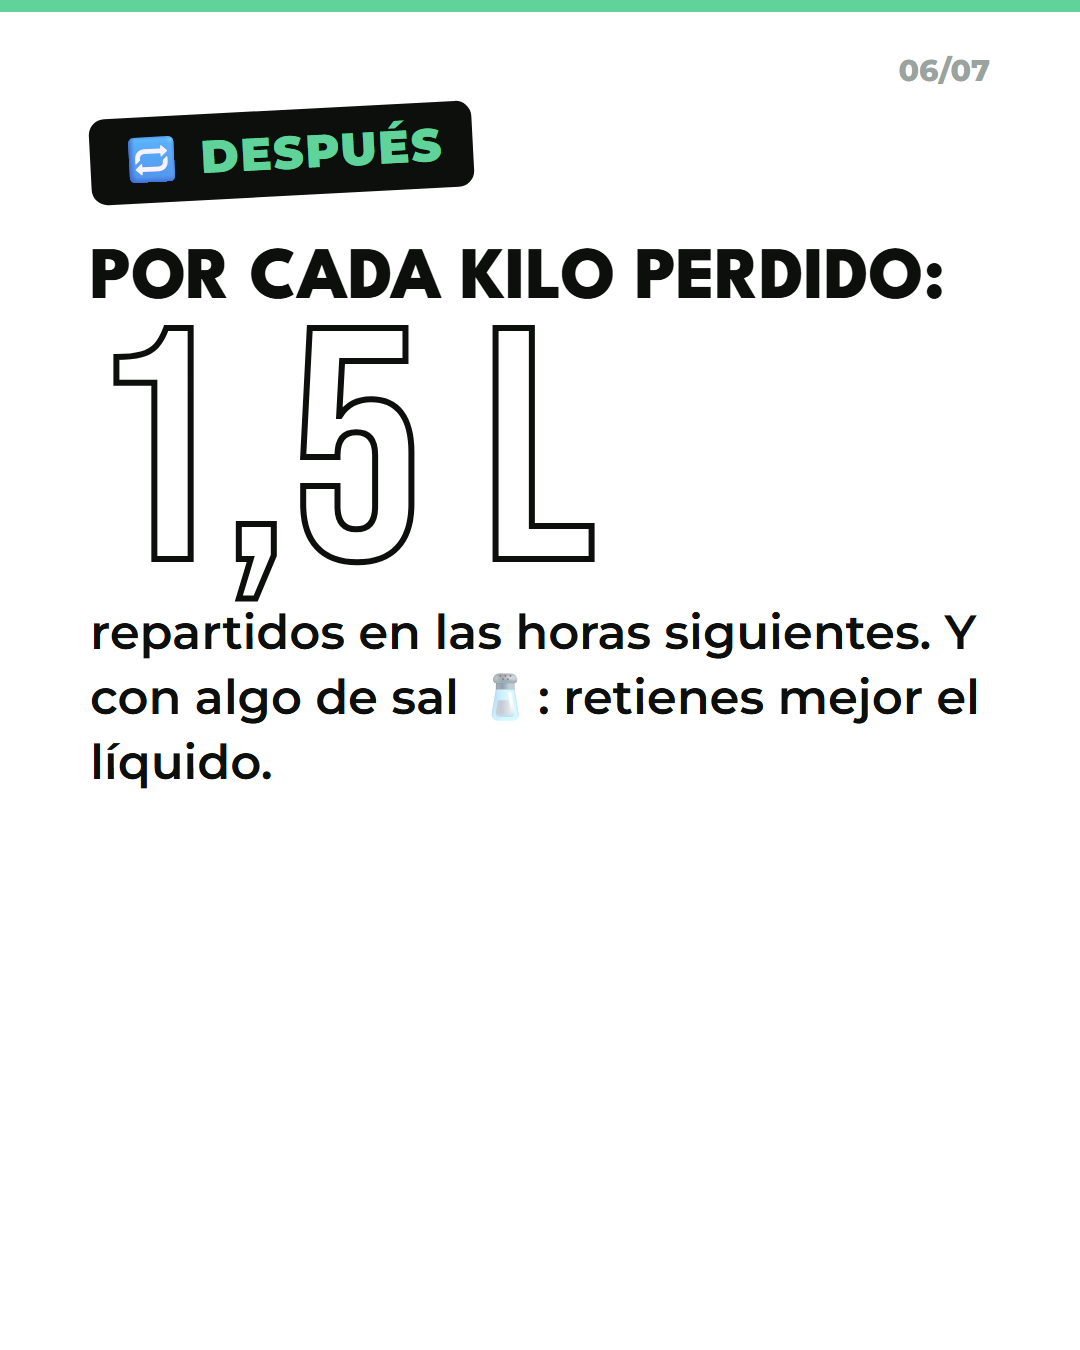 06/07
🔁 DESPUÉS
POR CADA KILO PERDIDO:
1,5 L
repartidos en las horas siguientes. Y
con algo de sal 🧂: retienes mejor el
líquido.